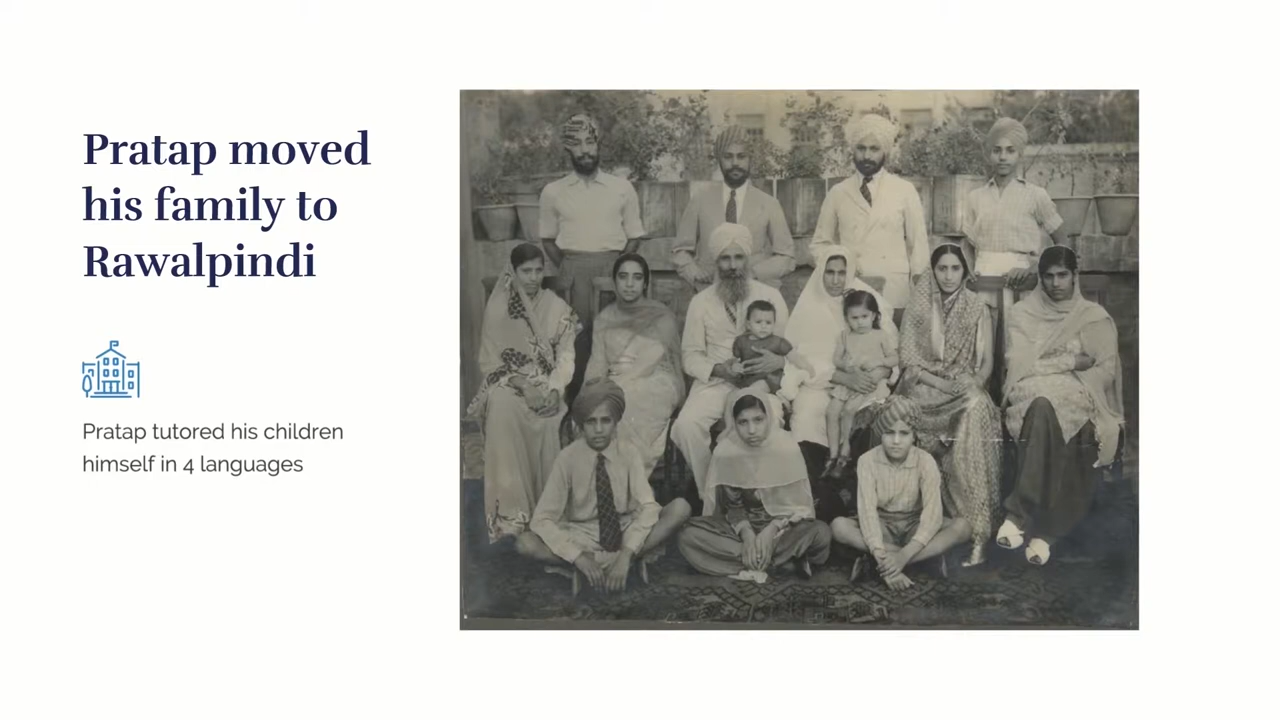 Pratap moved
his family to
Rawalpindi
Pratap tutored his children
himself in 4 languages